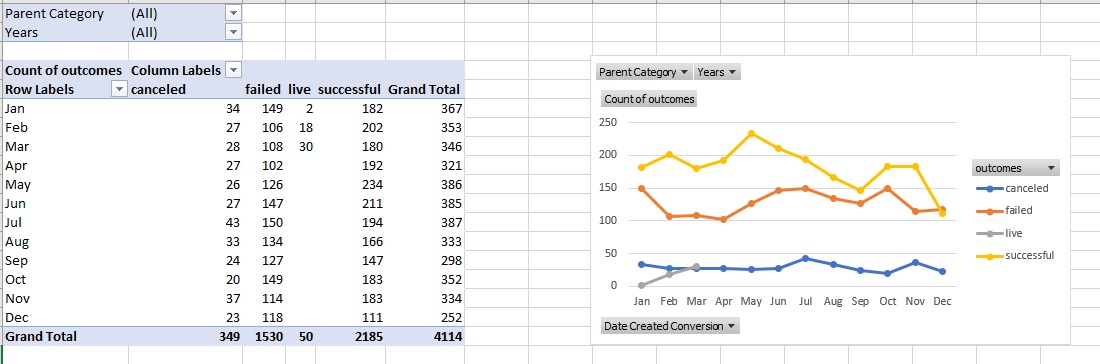 Parent Category (All)
Years (All)
Count of outcomes Column Labels
Row Labels canceled failed live successful Grand Total
Jan 34 149 2 182 367
Feb 27 106 18 202 353
Mar 28 108 30 180 346
Apr 27 102 192 321
May 26 126 234 386
Jun 27 147 211 385
Jul 43 150 194 387
Aug 33 134 166 333
Sep 24 127 147 298
Oct 20 149 183 352
Nov 37 114 183 334
Dec 23 118 111 252
Grand Total 349 1530 50 2185 4114
Parent Category Years
Count of outcomes
250
200
150
100
50
0
Jan Feb Mar Apr May Jun Jul Aug Sep Oct Nov Dec
Date Created Conversion
outcomes
canceled
failed
live
successful